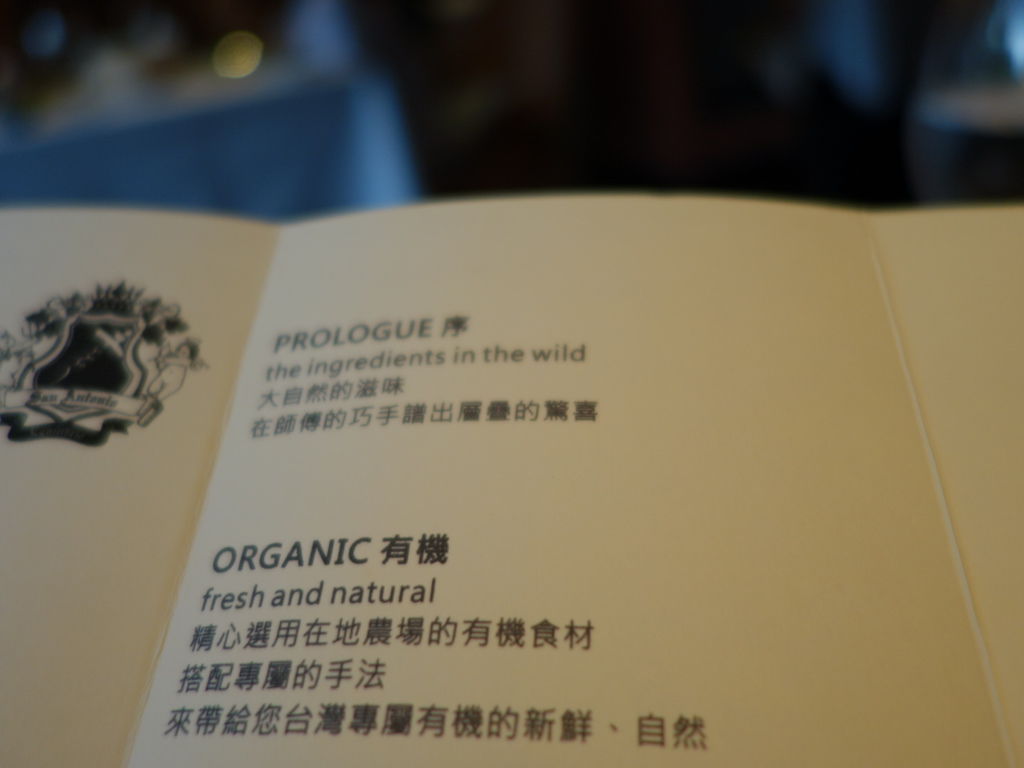 San Antonio
PROLOGUE 序
the ingredients in the wild
大自然的滋味
在師傅的巧手譜出層疊的驚喜
ORGANIC 有機
fresh and natural
精心選用在地農場的有機食材
搭配專屬的手法
來帶給您台灣專屬有機的新鮮、自然